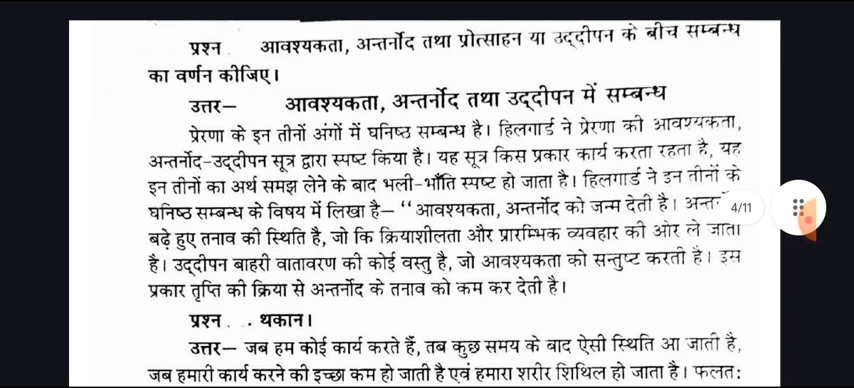 प्रश्न आवश्यकता, अन्तर्नोद तथा प्रोत्साहन या उद्‌दीपन के बीच सम्बन्ध
का वर्णन कीजिए।
उत्तर— आवश्यकता, अन्तर्नोद तथा उद्‌दीपन में सम्बन्ध
प्रेरणा के इन तीनों अंगों में घनिष्ठ सम्बन्ध है। हिलगार्ड ने प्रेरणा की आवश्यकता,
अन्तर्नोद-उद्‌दीपन सूत्र द्वारा स्पष्ट किया है। यह सूत्र किस प्रकार कार्य करता रहता है, यह
इन तीनों का अर्थ समझ लेने के बाद भली-भाँति स्पष्ट हो जाता है। हिलगार्ड ने इन तीनों के
घनिष्ठ सम्बन्ध के विषय में लिखा है— “आवश्यकता, अन्तर्नोद को जन्म देती है।
4/11
बढ़े हुए तनाव की स्थिति है, जो कि क्रियाशीलता और प्रारम्भिक व्यवहार की ओर ले जाता
है। उद्‌दीपन बाहरी वातावरण की कोई वस्तु है, जो आवश्यकता को सन्तुष्ट करती है। इस
प्रकार तृप्ति की क्रिया से अन्तर्नोद के तनाव को कम कर देती है।
प्रश्न . . थकान।
उत्तर— जब हम कोई कार्य करते हैं, तब कुछ समय के बाद ऐसी स्थिति आ जाती है,
जब हमारी कार्य करने की इच्छा कम हो जाती है एवं हमारा शरीर शिथिल हो जाता है। फलत: